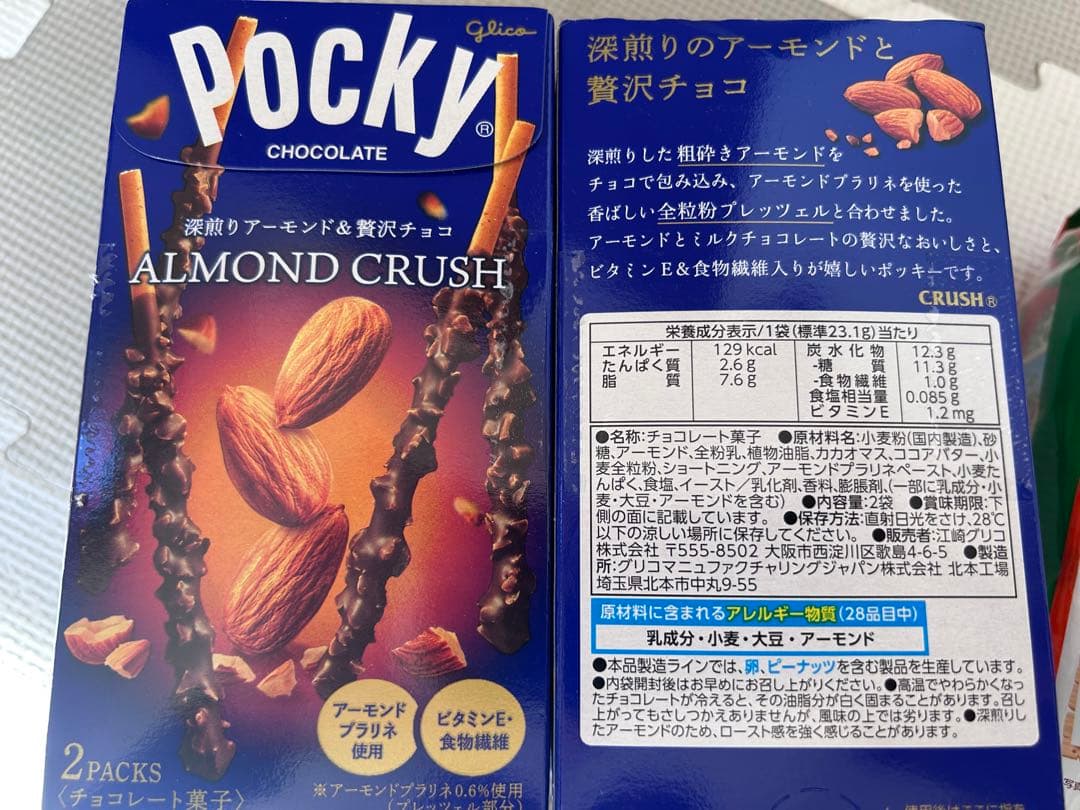 Glico
Pocky®
CHOCOLATE
深煎りアーモンド&贅沢チョコ
ALMOND CRUSH
アーモンド
プラリネ
使用
ビタミンE・
食物繊維
2 PACKS
〈チョコレート菓子〉
※アーモンドプラリネ0.6%使用
(プレッツェル部分)
深煎りのアーモンドと
贅沢チョコ
深煎りした粗砕きアーモンドを
チョコで包み込み、アーモンドプラリネを使った
香ばしい全粒粉プレッツェルと合わせました。
アーモンドとミルクチョコレートの贅沢なおいしさと、
ビタミンE&食物繊維入りが嬉しいポッキーです。
CRUSH®
栄養成分表示/1袋(標準23.1g)当たり
エネルギー 129kcal 炭水化物 12.3g
たんぱく質 2.6g -糖質 11.3g
脂質 7.6g -食物繊維 1.0g
食塩相当量 0.085g
ビタミンE 1.2mg
●名称:チョコレート菓子 ●原材料名:小麦粉(国内製造)、砂
糖、アーモンド、全粉乳、植物油脂、カカオマス、ココアバター、小
麦全粒粉、ショートニング、アーモンドプラリネペースト、小麦た
んぱく、食塩、イースト/乳化剤、香料、膨脹剤、(一部に乳成分・小
麦・大豆・アーモンドを含む) ●内容量:2袋 ●賞味期限:下
側の面に記載しています。 ●保存方法:直射日光をさけ、28℃
以下の涼しい場所に保存してください。 ●販売者:江崎グリコ
株式会社 〒555-8502 大阪市西淀川区歌島4-6-5 ●製造
所:グリコマニュファクチャリングジャパン株式会社 北本工場
埼玉県北本市中丸9-55
原材料に含まれるアレルギー物質(28品目中)
乳成分・小麦・大豆・アーモンド
●本品製造ラインでは、卵、ピーナッツを含む製品を生産しています。
●内袋開封後はお早めにお召し上がりください。●高温でやわらかくなっ
たチョコレートが冷えると、その油脂分が白く固まることがあります。召し
上がってもさしつかえありませんが、風味の上では劣ります。●深煎りし
たアーモンドのため、ロースト感を強く感じることがあります。